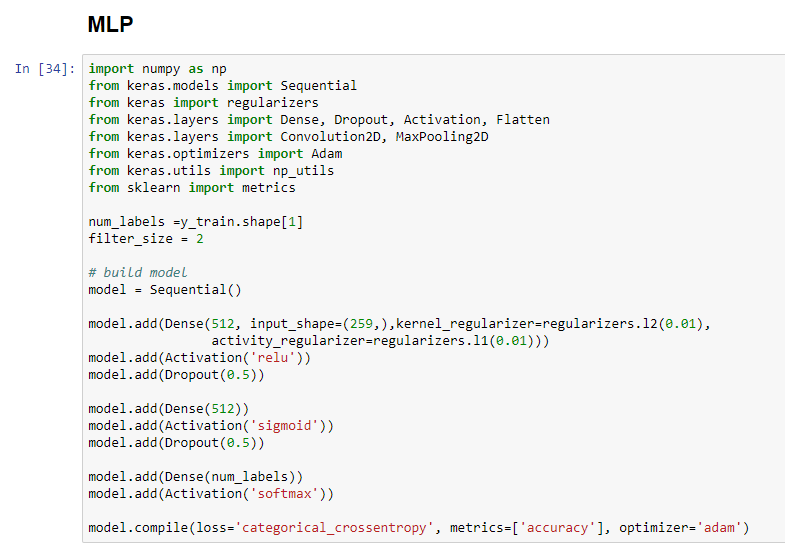 MLP
In [34]:
import numpy as np
from keras.models import Sequential
from keras import regularizers
from keras.layers import Dense, Dropout, Activation, Flatten
from keras.layers import Convolution2D, MaxPooling2D
from keras.optimizers import Adam
from keras.utils import np_utils
from sklearn import metrics
num_labels =y_train.shape[1]
filter_size = 2
# build model
model = Sequential()
model.add(Dense(512, input_shape=(259,),kernel_regularizer=regularizers.l2(0.01),
activity_regularizer=regularizers.l1(0.01)))
model.add(Activation('relu'))
model.add(Dropout(0.5))
model.add(Dense(512))
model.add(Activation('sigmoid'))
model.add(Dropout(0.5))
model.add(Dense(num_labels))
model.add(Activation('softmax'))
model.compile(loss='categorical_crossentropy', metrics=['accuracy'], optimizer='adam')